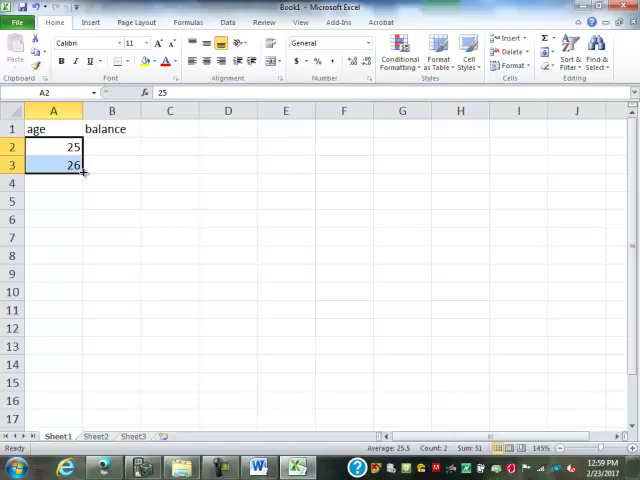 Book1 - Microsoft Excel
File Home Insert Page Layout Formulas Data Review View Add-Ins Acrobat
Calibri 11 General Insert
Paste B I U $ % , Conditional Formatting Format as Table Cell Styles Delete Sort & Filter Find & Select
Format
Clipboard Font Alignment Number Styles Cells Editing
A2 fx 25
A B C D E F G H I J
1 age balance
2 25
3 26
4
5
6
7
8
9
10
11
12
13
14
15
16
17
Sheet1 Sheet2 Sheet3
Ready Average: 25.5 Count: 2 Sum: 51 145%
12:59 PM
2/23/2017